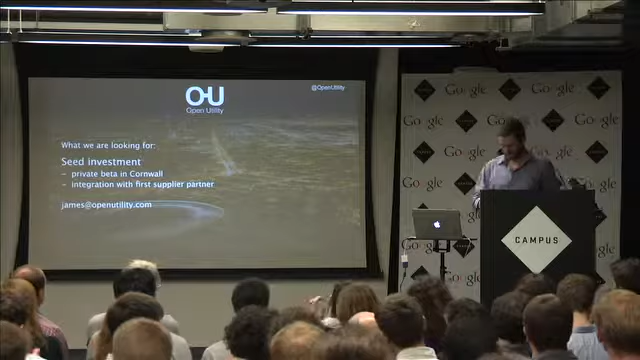 O-U
Open Utility
@OpenUtility
What we are looking for:
Seed investment
- private beta in Cornwall
- integration with first supplier partner
james@openutility.com
Google
Google
Google
Google
Google
Google
Google
CAMPUS